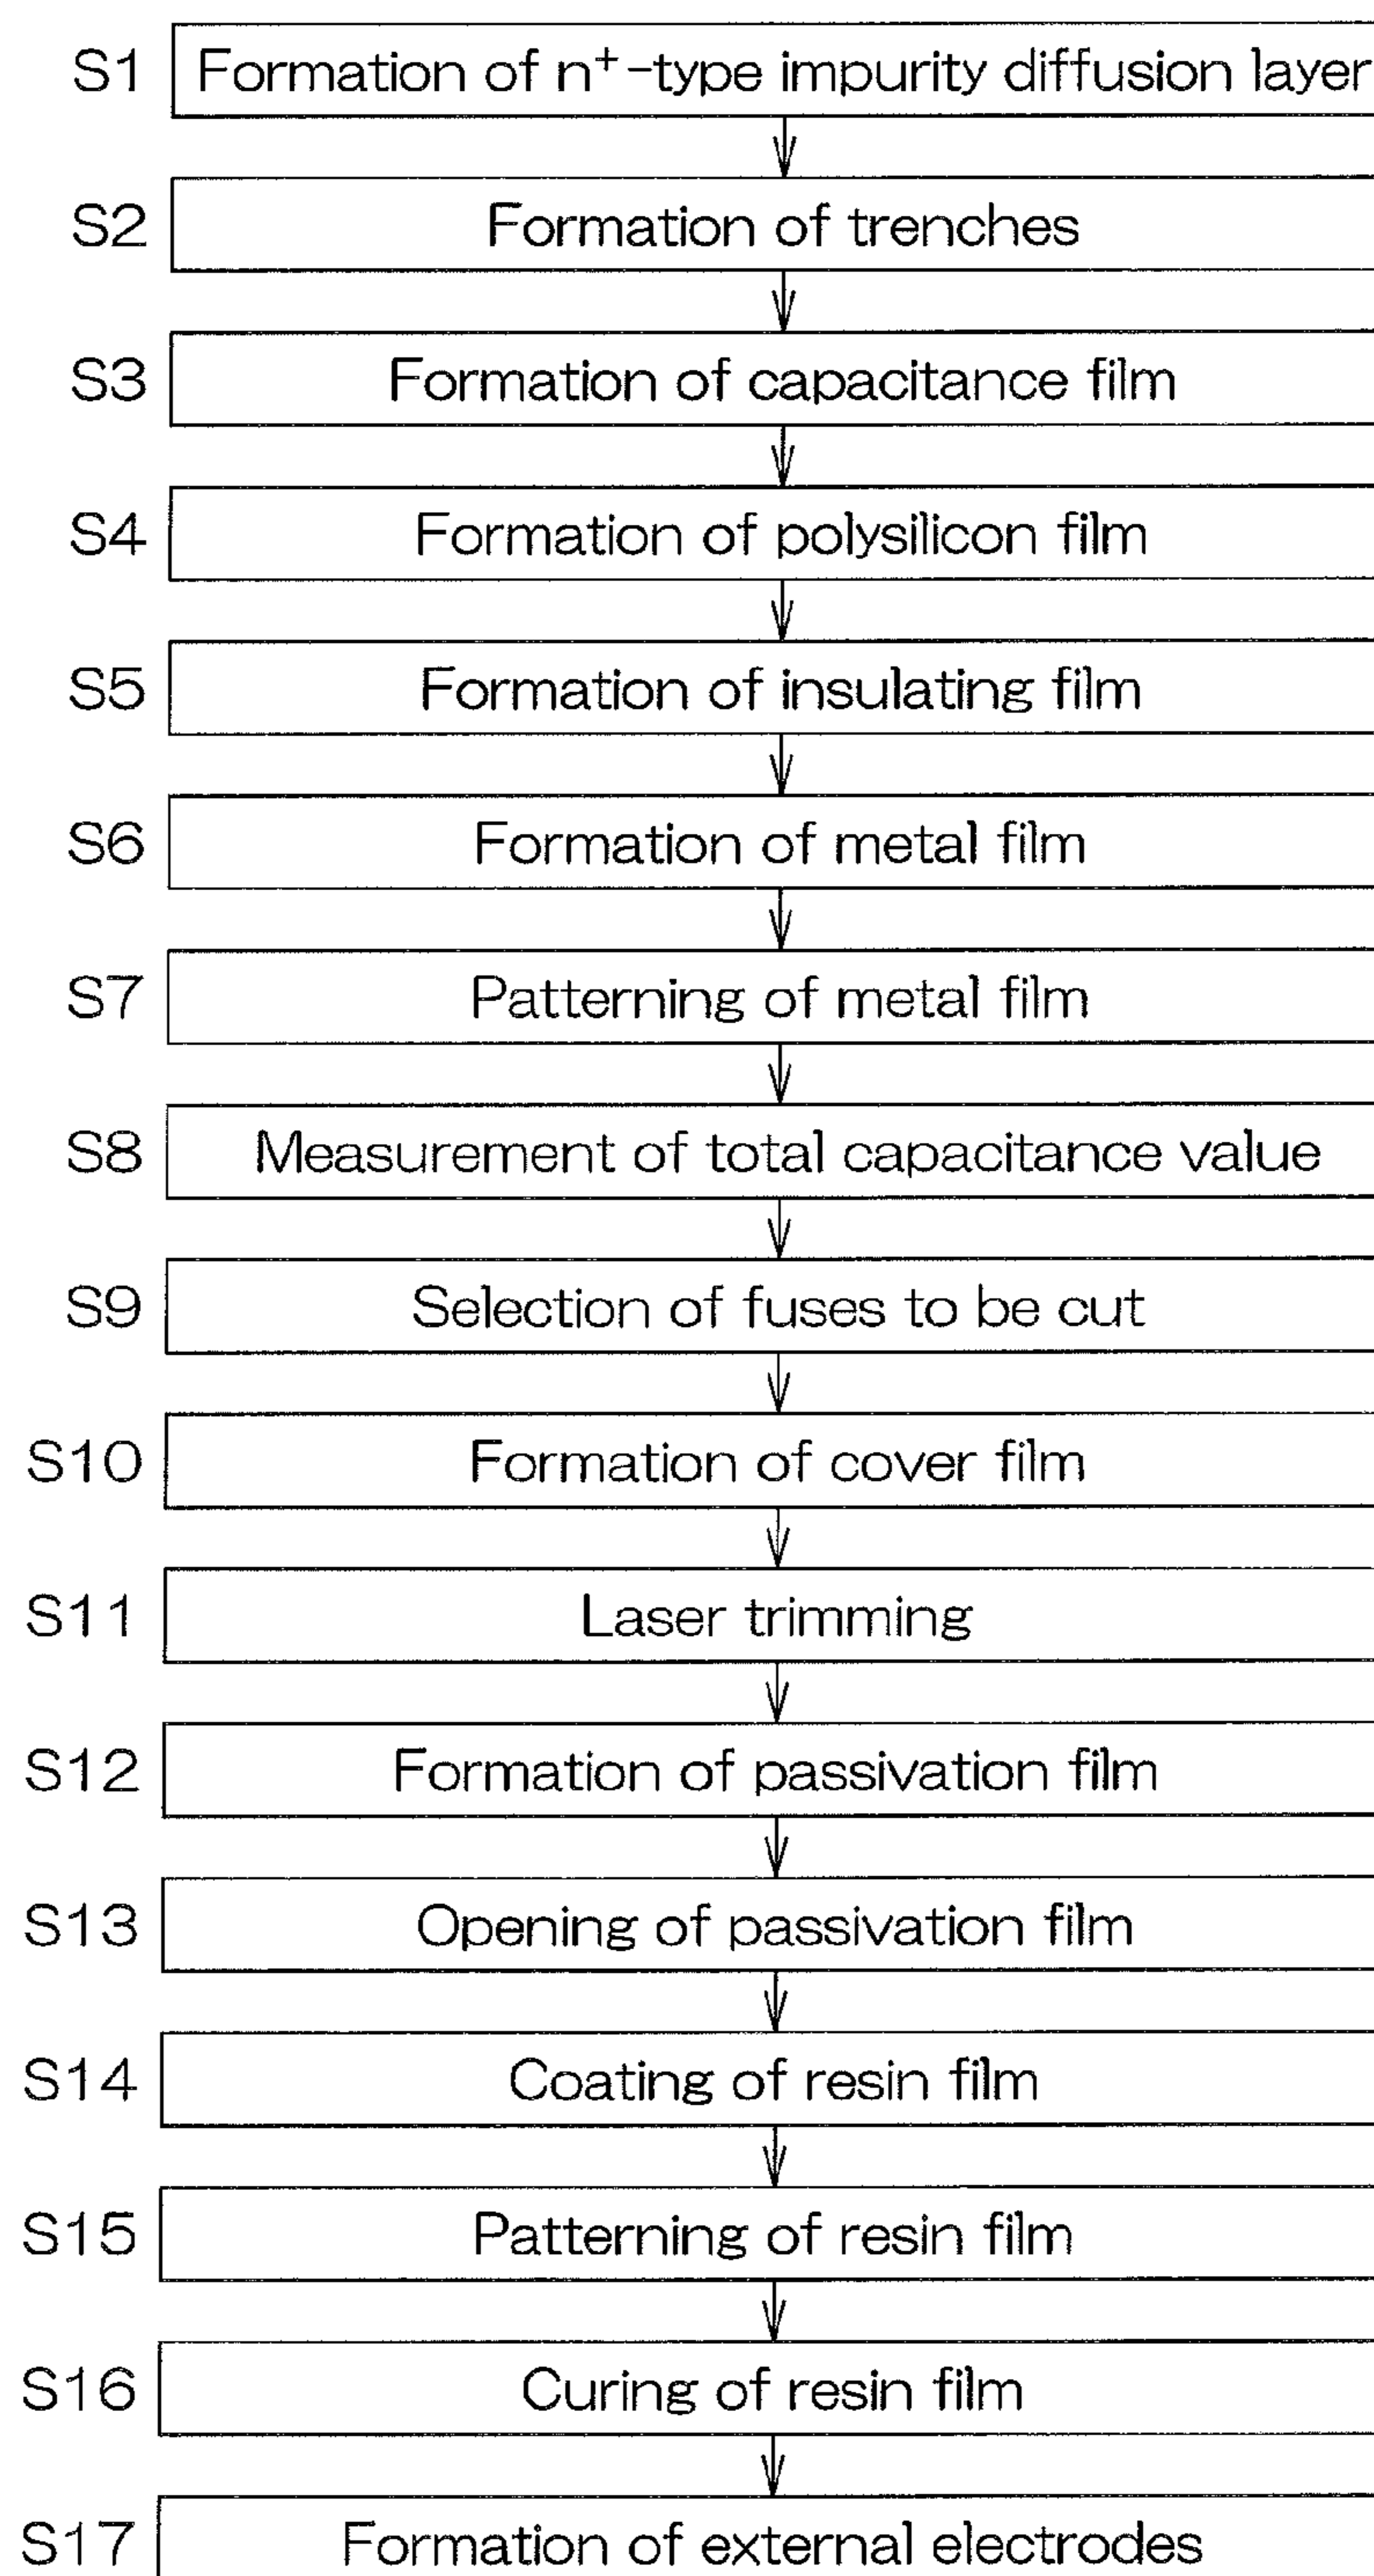 S1 Formation of n⁺-type impurity diffusion layer
S2 Formation of trenches
S3 Formation of capacitance film
S4 Formation of polysilicon film
S5 Formation of insulating film
S6 Formation of metal film
S7 Patterning of metal film
S8 Measurement of total capacitance value
S9 Selection of fuses to be cut
S10 Formation of cover film
S11 Laser trimming
S12 Formation of passivation film
S13 Opening of passivation film
S14 Coating of resin film
S15 Patterning of resin film
S16 Curing of resin film
S17 Formation of external electrodes